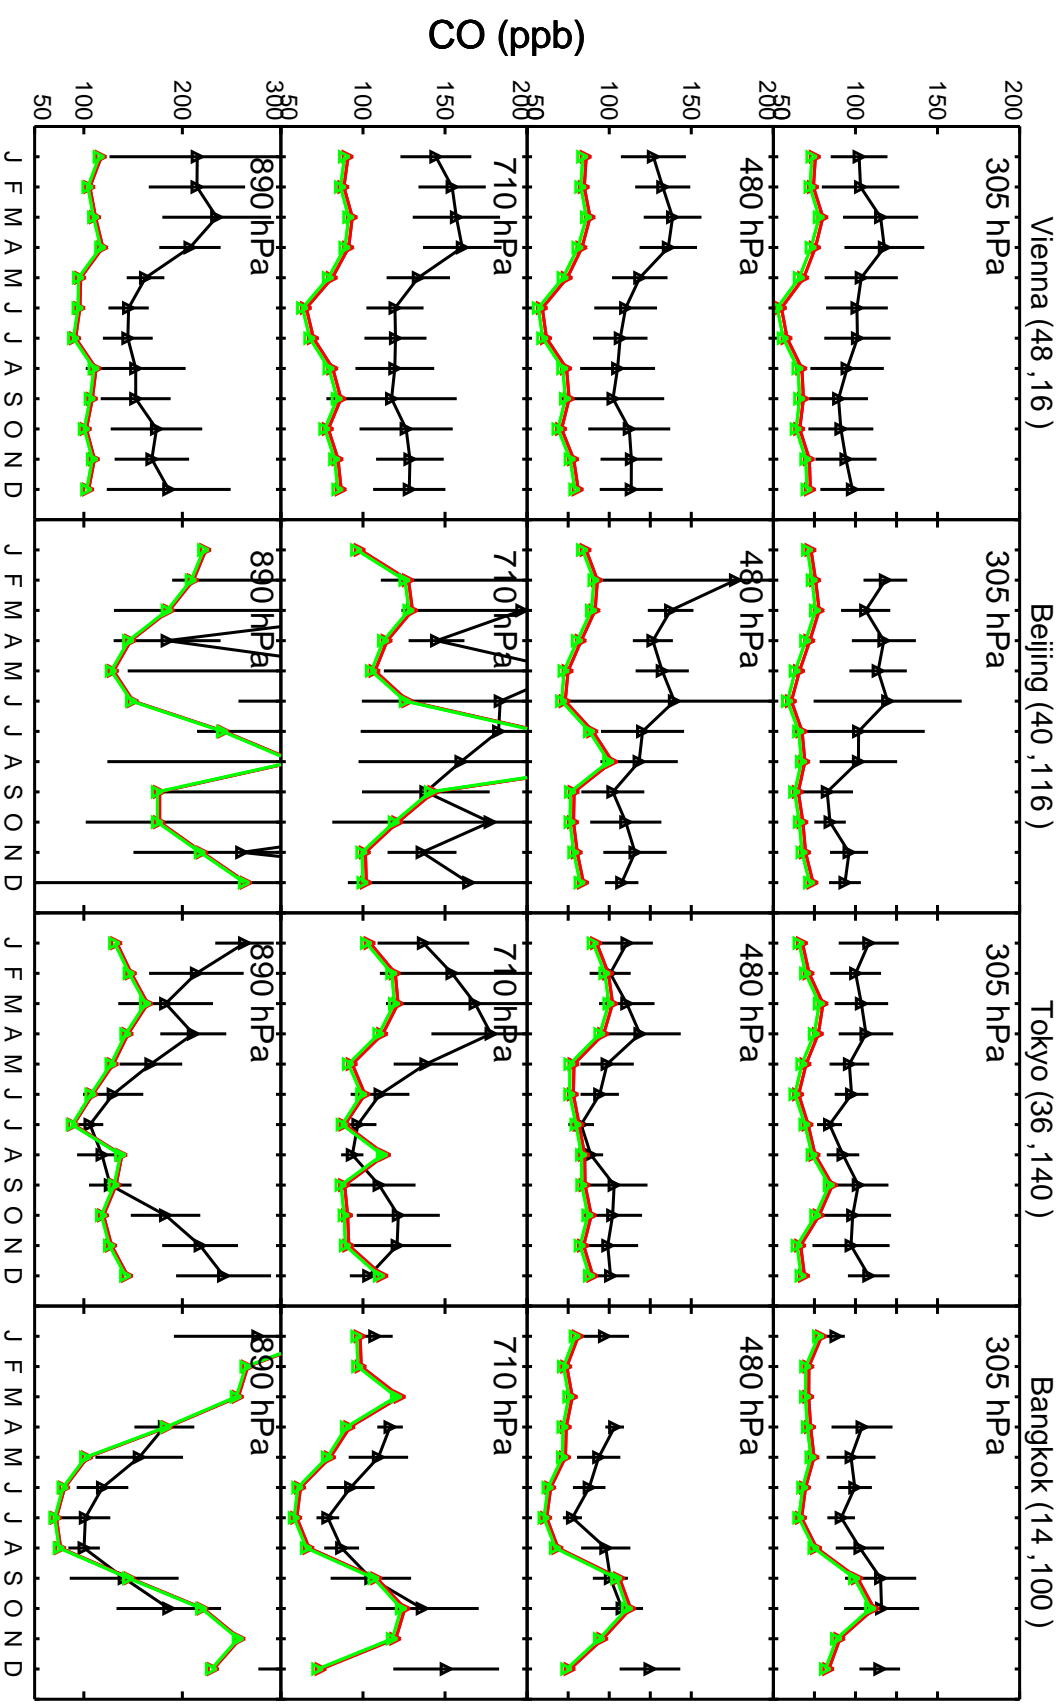 Vienna (48 ,16 )
Beijing (40 ,116 )
Tokyo (36 ,140 )
Bangkok (14 ,100 )
CO (ppb)
200
150
100
50
305 hPa
305 hPa
305 hPa
305 hPa
200
150
100
50
480 hPa
480 hPa
480 hPa
480 hPa
200
150
100
50
710 hPa
710 hPa
710 hPa
710 hPa
300
200
100
50
890 hPa
890 hPa
890 hPa
890 hPa
J F M A M J J A S O N D
J F M A M J J A S O N D
J F M A M J J A S O N D
J F M A M J J A S O N D